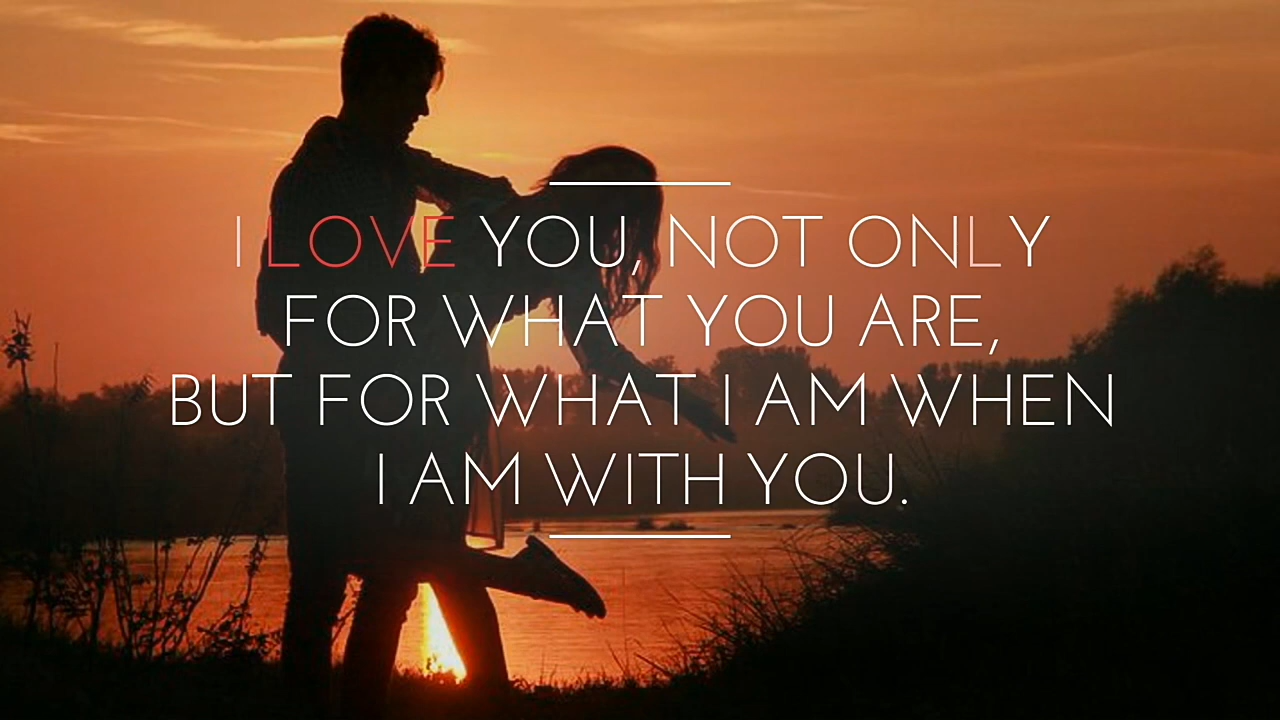 I LOVE YOU, NOT ONLY
FOR WHAT YOU ARE,
BUT FOR WHAT I AM WHEN
I AM WITH YOU.